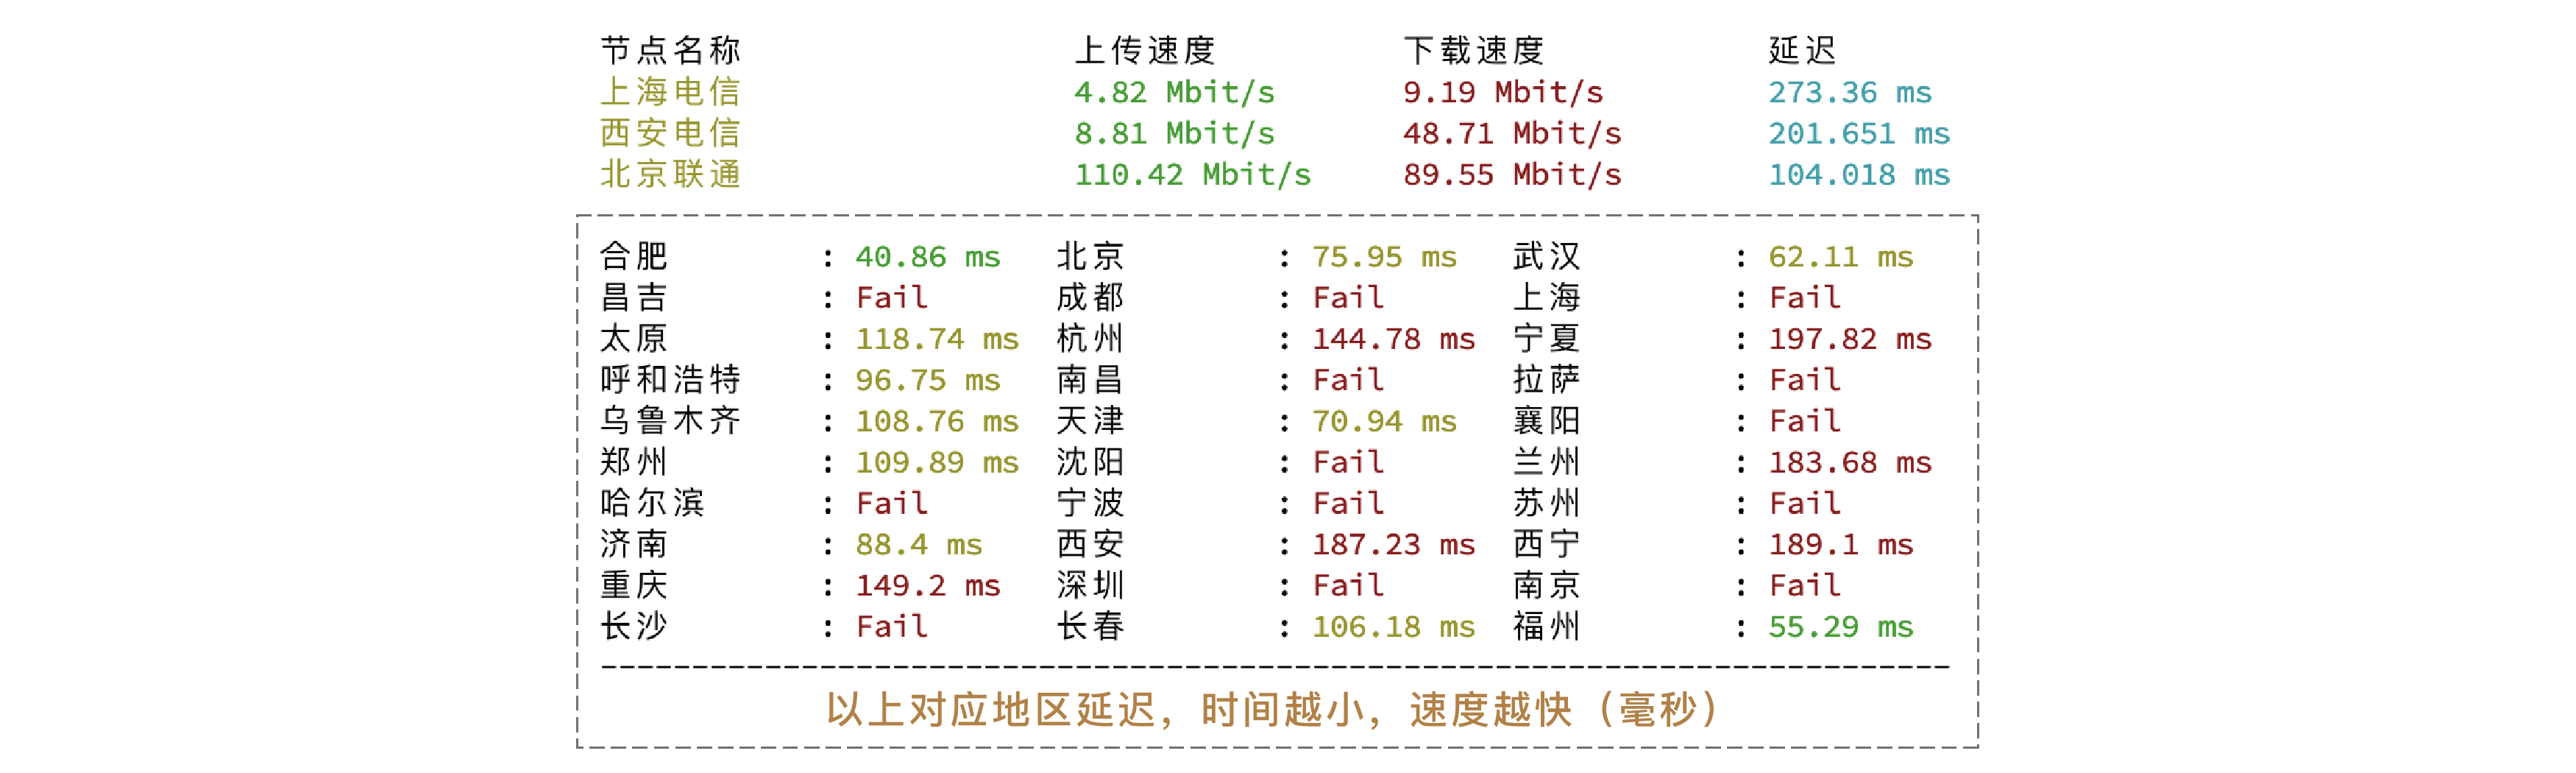 节点名称 上传速度 下载速度 延迟
上海电信 4.82 Mbit/s 9.19 Mbit/s 273.36 ms
西安电信 8.81 Mbit/s 48.71 Mbit/s 201.651 ms
北京联通 110.42 Mbit/s 89.55 Mbit/s 104.018 ms
合肥 : 40.86 ms 北京 : 75.95 ms 武汉 : 62.11 ms
昌吉 : Fail 成都 : Fail 上海 : Fail
太原 : 118.74 ms 杭州 : 144.78 ms 宁夏 : 197.82 ms
呼和浩特 : 96.75 ms 南昌 : Fail 拉萨 : Fail
乌鲁木齐 : 108.76 ms 天津 : 70.94 ms 襄阳 : Fail
郑州 : 109.89 ms 沈阳 : Fail 兰州 : 183.68 ms
哈尔滨 : Fail 宁波 : Fail 苏州 : Fail
济南 : 88.4 ms 西安 : 187.23 ms 西宁 : 189.1 ms
重庆 : 149.2 ms 深圳 : Fail 南京 : Fail
长沙 : Fail 长春 : 106.18 ms 福州 : 55.29 ms
--------------------------------------------------------------------------
以上对应地区延迟，时间越小，速度越快（毫秒）